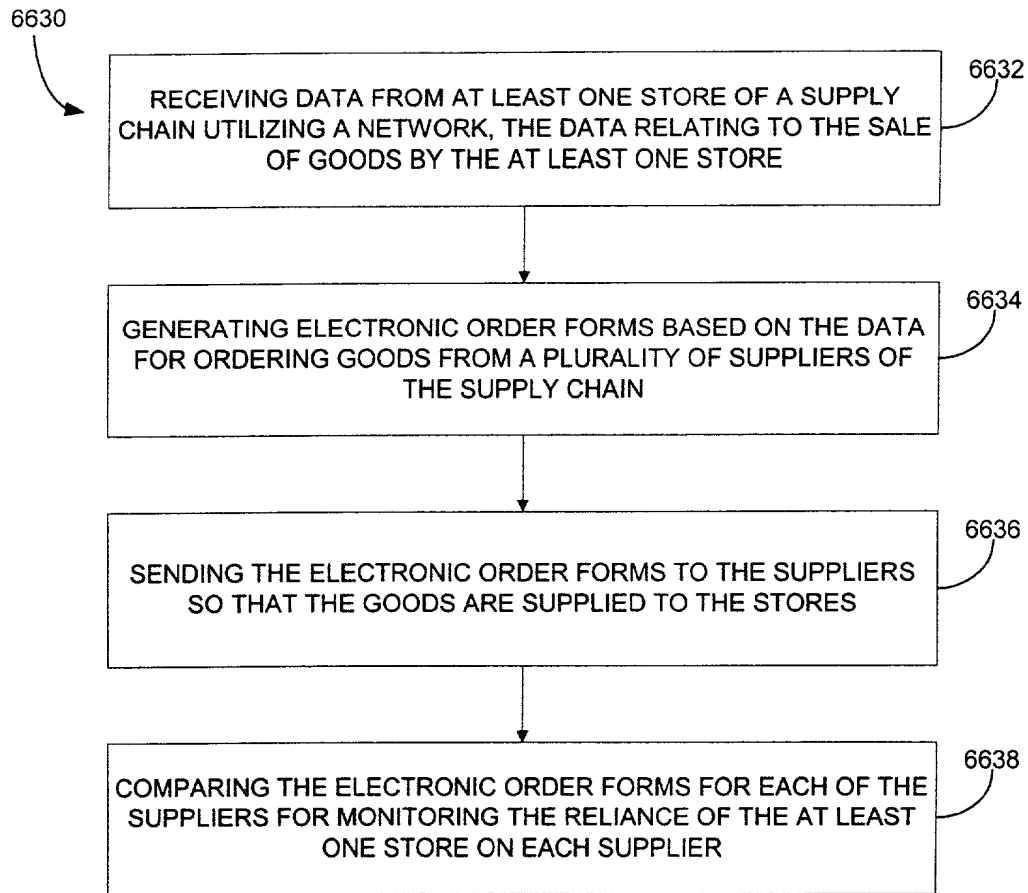 6630
6632
RECEIVING DATA FROM AT LEAST ONE STORE OF A SUPPLY
CHAIN UTILIZING A NETWORK, THE DATA RELATING TO THE SALE
OF GOODS BY THE AT LEAST ONE STORE
6634
GENERATING ELECTRONIC ORDER FORMS BASED ON THE DATA
FOR ORDERING GOODS FROM A PLURALITY OF SUPPLIERS OF
THE SUPPLY CHAIN
6636
SENDING THE ELECTRONIC ORDER FORMS TO THE SUPPLIERS
SO THAT THE GOODS ARE SUPPLIED TO THE STORES
6638
COMPARING THE ELECTRONIC ORDER FORMS FOR EACH OF THE
SUPPLIERS FOR MONITORING THE RELIANCE OF THE AT LEAST
ONE STORE ON EACH SUPPLIER